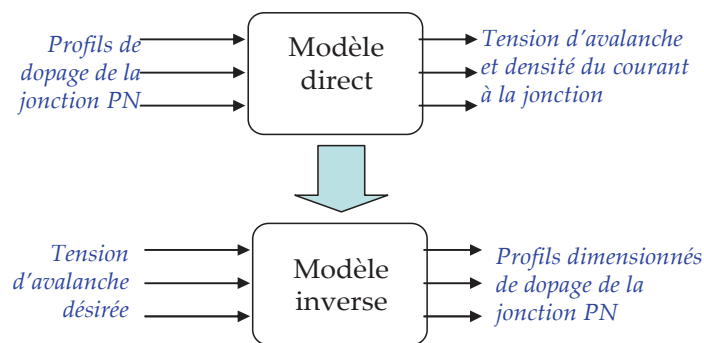 Profils de
dopage de la
jonction PN
Modèle
direct
Tension d'avalanche
et densité du courant
à la jonction
Tension
d'avalanche
désirée
Modèle
inverse
Profils dimensionnés
de dopage de la
jonction PN